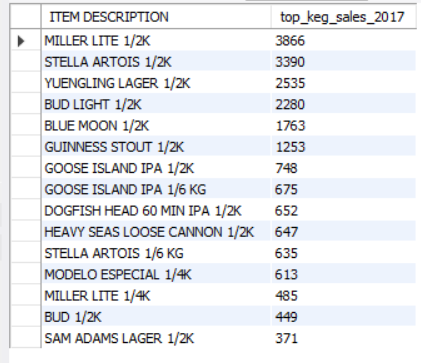 ITEM DESCRIPTION top_keg_sales_2017
MILLER LITE 1/2K 3866
STELLA ARTOIS 1/2K 3390
YUENGLING LAGER 1/2K 2535
BUD LIGHT 1/2K 2280
BLUE MOON 1/2K 1763
GUINNESS STOUT 1/2K 1253
GOOSE ISLAND IPA 1/2K 748
GOOSE ISLAND IPA 1/6 KG 675
DOGFISH HEAD 60 MIN IPA 1/2K 652
HEAVY SEAS LOOSE CANNON 1/2K 647
STELLA ARTOIS 1/6 KG 635
MODELO ESPECIAL 1/4K 613
MILLER LITE 1/4K 485
BUD 1/2K 449
SAM ADAMS LAGER 1/2K 371